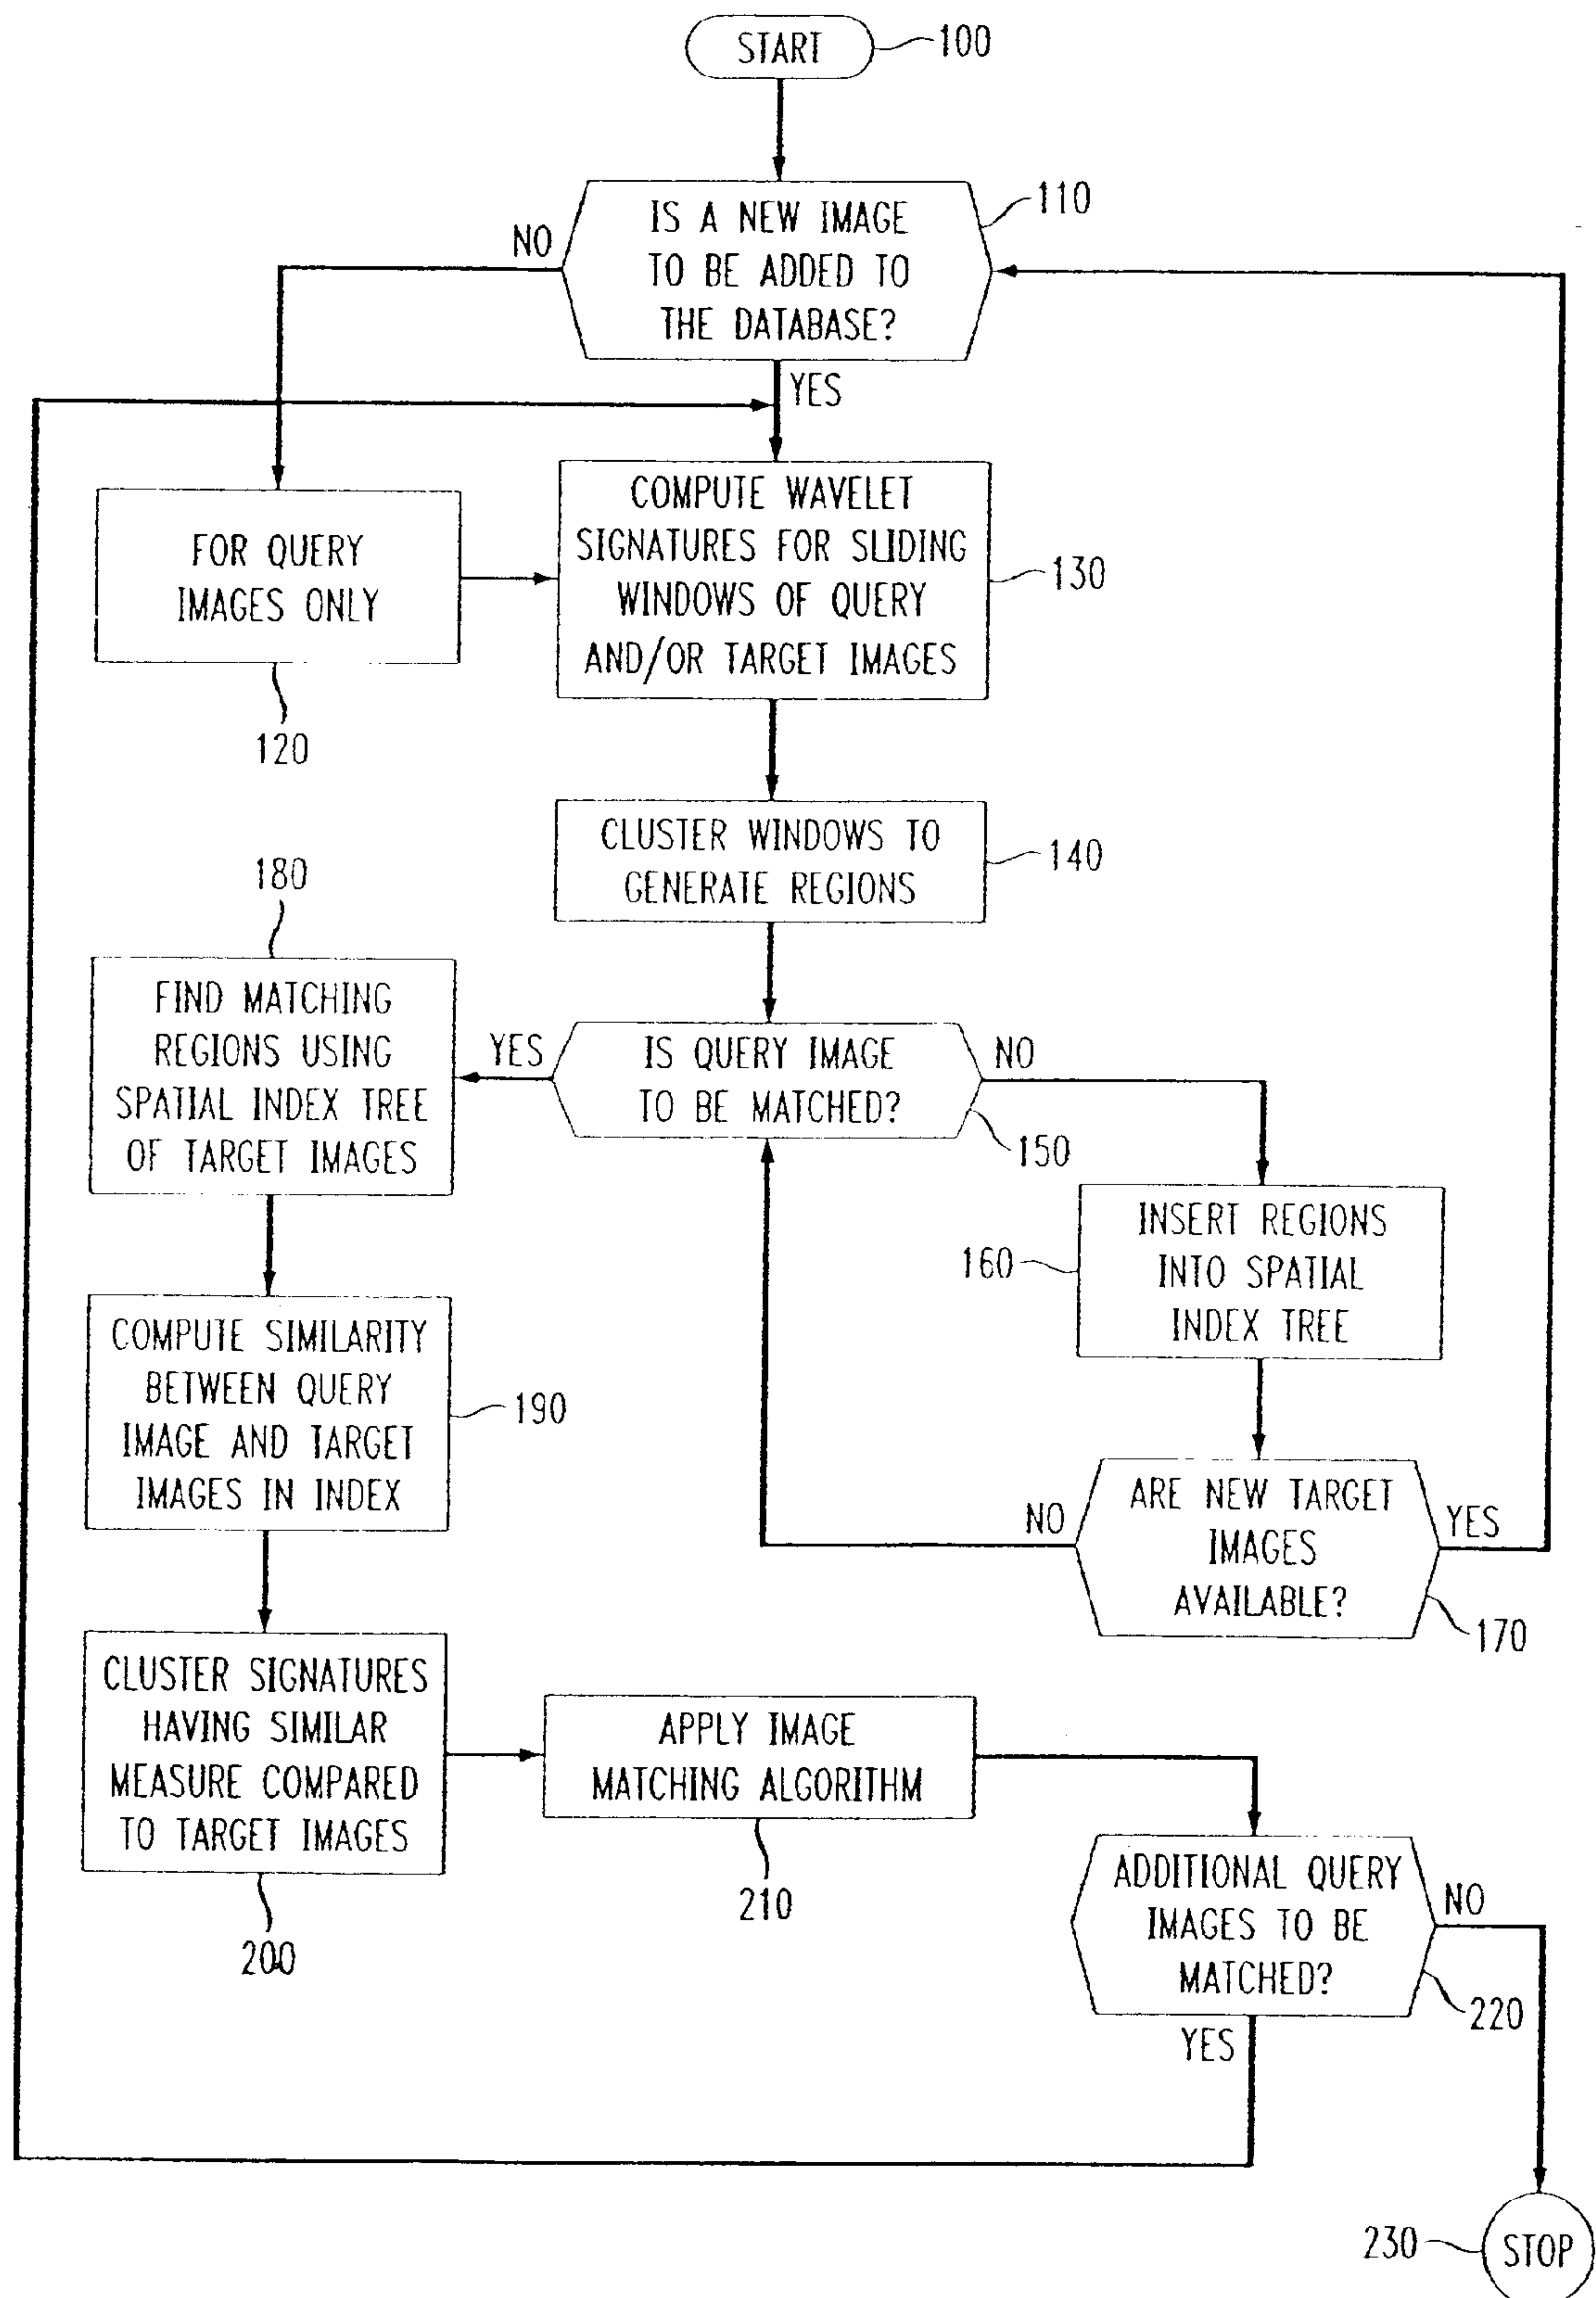 START
100
IS A NEW IMAGE
TO BE ADDED TO
THE DATABASE?
110
NO
YES
FOR QUERY
IMAGES ONLY
120
COMPUTE WAVELET
SIGNATURES FOR SLIDING
WINDOWS OF QUERY
AND/OR TARGET IMAGES
130
CLUSTER WINDOWS TO
GENERATE REGIONS
140
180
FIND MATCHING
REGIONS USING
SPATIAL INDEX TREE
OF TARGET IMAGES
YES
IS QUERY IMAGE
TO BE MATCHED?
NO
150
160
INSERT REGIONS
INTO SPATIAL
INDEX TREE
COMPUTE SIMILARITY
BETWEEN QUERY
IMAGE AND TARGET
IMAGES IN INDEX
190
NO
ARE NEW TARGET
IMAGES
AVAILABLE?
YES
170
CLUSTER SIGNATURES
HAVING SIMILAR
MEASURE COMPARED
TO TARGET IMAGES
200
APPLY IMAGE
MATCHING ALGORITHM
210
ADDITIONAL QUERY
IMAGES TO BE
MATCHED?
NO
220
YES
230
STOP